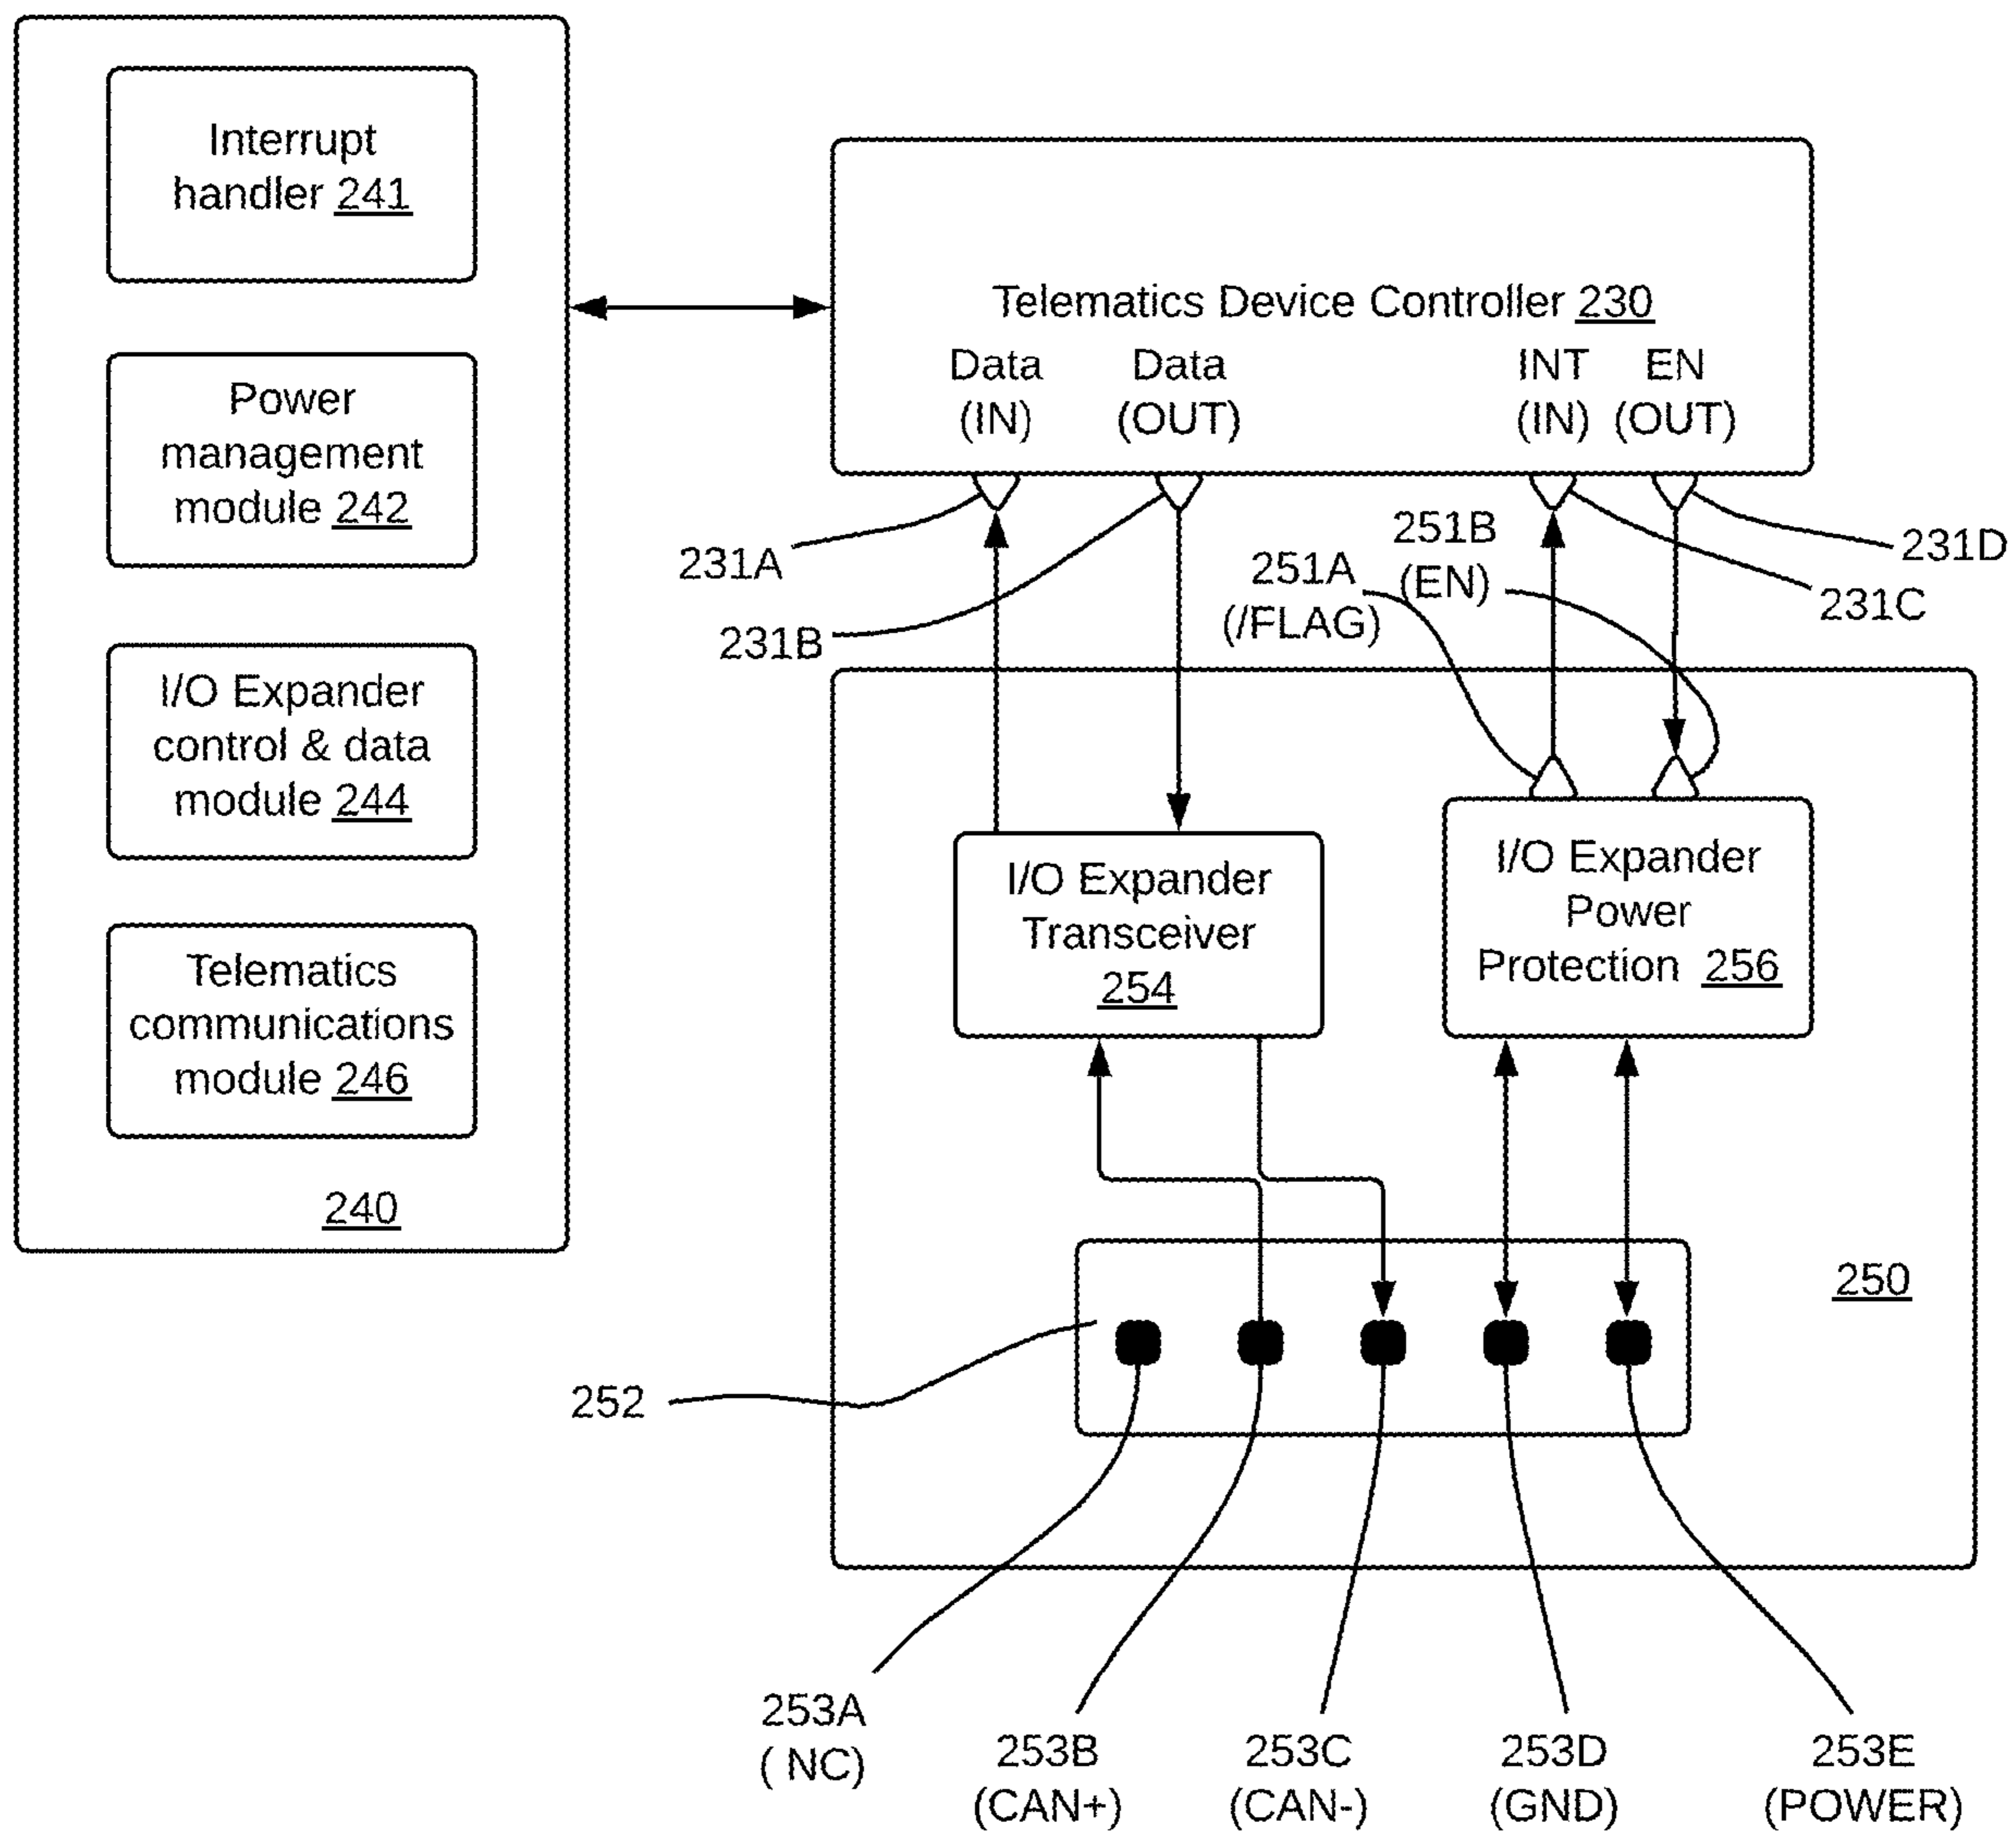 Interrupt
handler 241
Power
management
module 242
I/O Expander
control & data
module 244
Telematics
communications
module 246
240
Telematics Device Controller 230
Data
(IN)
Data
(OUT)
INT
(IN)
EN
(OUT)
231A
231B
251A
(/FLAG)
251B
(EN)
231D
231C
I/O Expander
Transceiver
254
I/O Expander
Power
Protection 256
250
252
253A
( NC)
253B
(CAN+)
253C
(CAN-)
253D
(GND)
253E
(POWER)